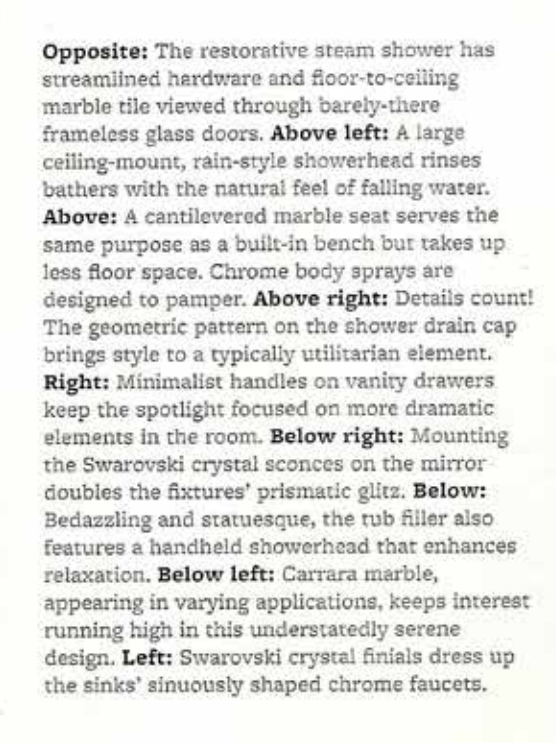 Opposite: The restorative steam shower has
streamlined hardware and floor-to-ceiling
marble tile viewed through barely-there
frameless glass doors. Above left: A large
ceiling-mount, rain-style showerhead rinses
bathers with the natural feel of falling water.
Above: A cantilevered marble seat serves the
same purpose as a built-in bench but takes up
less floor space. Chrome body sprays are
designed to pamper. Above right: Details count!
The geometric pattern on the shower drain cap
brings style to a typically utilitarian element.
Right: Minimalist handles on vanity drawers
keep the spotlight focused on more dramatic
elements in the room. Below right: Mounting
the Swarovski crystal sconces on the mirror
doubles the fixtures' prismatic glitz. Below:
Bedazzling and statuesque, the tub filler also
features a handheld showerhead that enhances
relaxation. Below left: Carrara marble,
appearing in varying applications, keeps interest
running high in this understatedly serene
design. Left: Swarovski crystal finials dress up
the sinks' sinuously shaped chrome faucets.